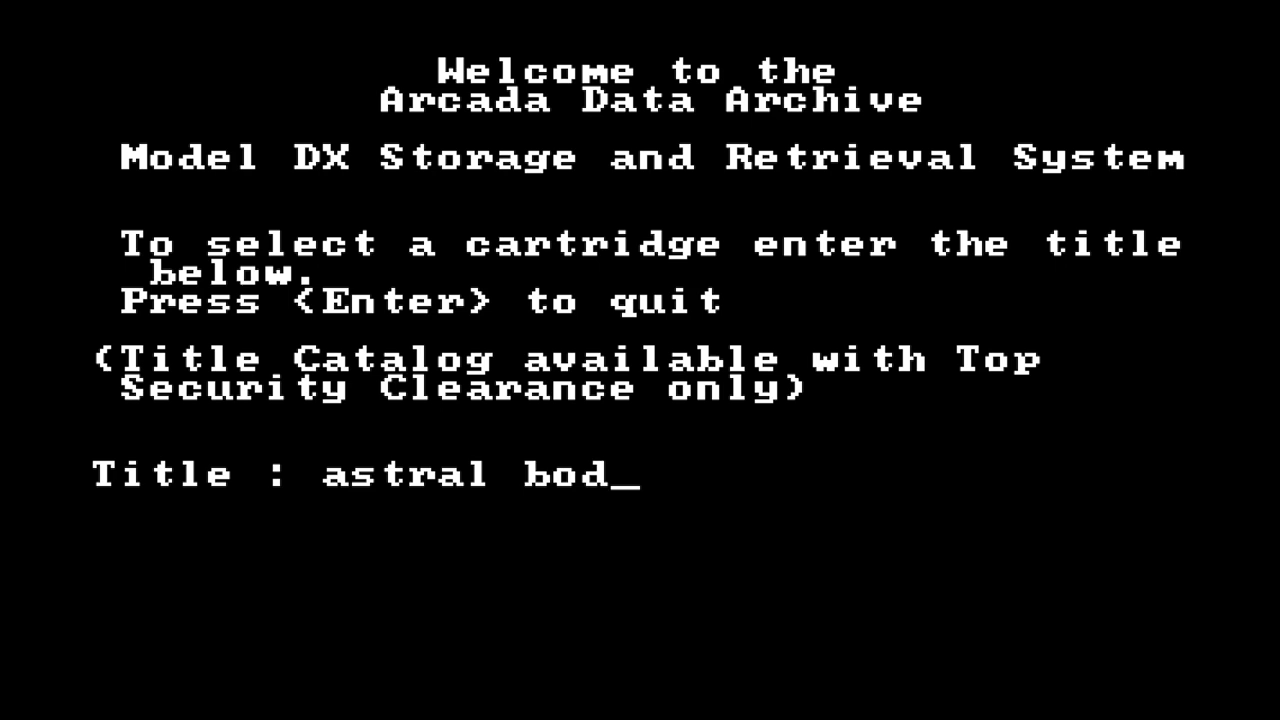 Welcome to the
Arcada Data Archive
Model DX Storage and Retrieval System
To select a cartridge enter the title
below.
Press <Enter> to quit
(Title Catalog available with Top
Security Clearance only)
Title : astral bod_